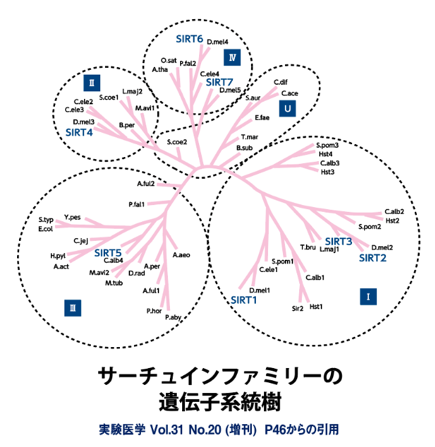 SIRT6
D.mel4
IV
O.sat
P.fal2
A.tha
C.ele4
SIRT7
D.mel5
C.dif
C.ace
S.aur
U
E.fae
T.mar
B.sub
II
L.maj2
S.coe1
C.ele2
C.ele3
M.avi1
D.mel3
B.per
SIRT4
S.coe2
S.pom3
Hst4
C.alb3
Hst3
A.ful2
P.fal1
S.typ
Y.pes
E.col
C.jej
H.pyl
SIRT5
C.alb4
A.act
M.avi2
D.rad
A.per
A.aeo
M.tub
A.ful1
III
P.hor
P.aby
C.alb2
Hst2
S.pom2
T.bru
SIRT3
L.maj1
D.mel2
SIRT2
S.pom1
C.ele1
C.alb1
D.mel1
SIRT1
I
Sir2
Hst1
サーチュインファミリーの
遺伝子系統樹
実験医学 Vol.31 No.20 (増刊) P46からの引用